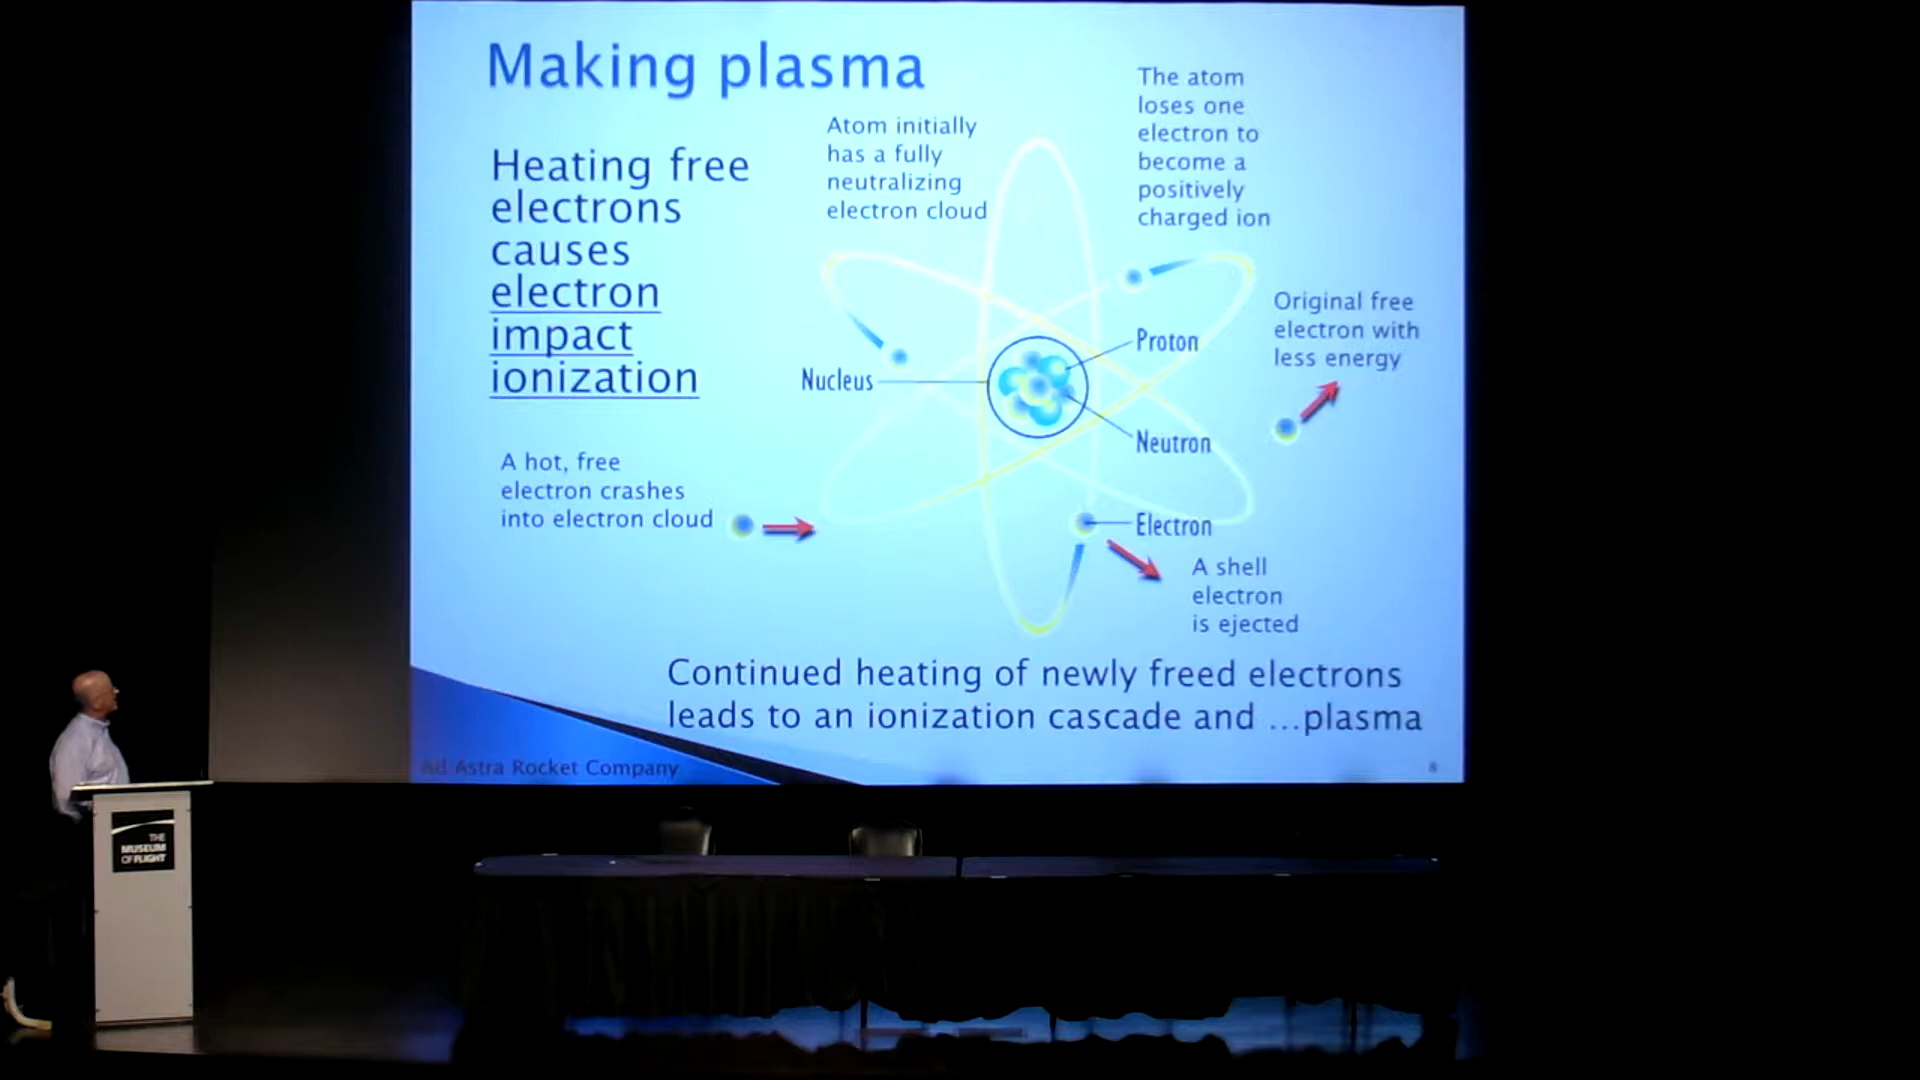 Making plasma
Heating free
electrons
causes
electron
impact
ionization
Atom initially
has a fully
neutralizing
electron cloud
The atom
loses one
electron to
become a
positively
charged ion
Original free
electron with
less energy
Proton
Nucleus
Neutron
A hot, free
electron crashes
into electron cloud
Electron
A shell
electron
is ejected
Continued heating of newly freed electrons
leads to an ionization cascade and ...plasma
Ad Astra Rocket Company
8
THE
MUSEUM
OF FLIGHT